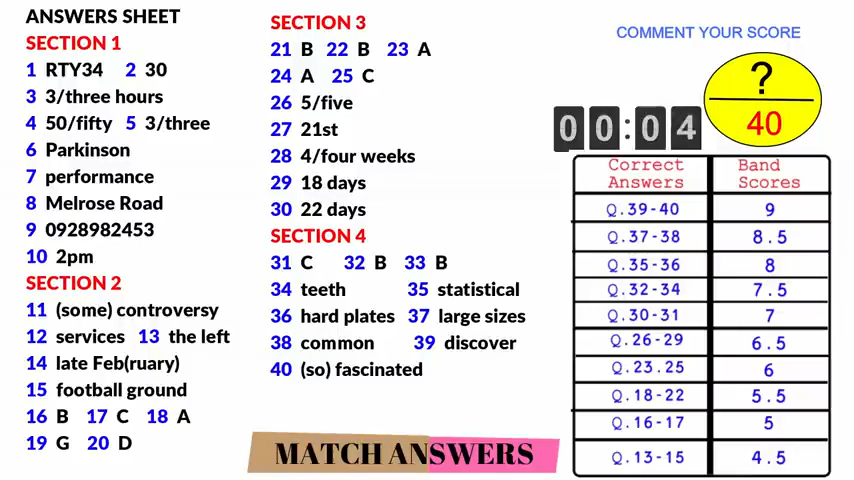 ANSWERS SHEET
SECTION 1
1 RTY34 2 30
3 3/three hours
4 50/fifty 5 3/three
6 Parkinson
7 performance
8 Melrose Road
9 0928982453
10 2pm
SECTION 2
11 (some) controversy
12 services 13 the left
14 late Feb(ruary)
15 football ground
16 B 17 C 18 A
19 G 20 D
SECTION 3
21 B 22 B 23 A
24 A 25 C
26 5/five
27 21st
28 4/four weeks
29 18 days
30 22 days
SECTION 4
31 C 32 B 33 B
34 teeth 35 statistical
36 hard plates 37 large sizes
38 common 39 discover
40 (so) fascinated
MATCH ANSWERS
COMMENT YOUR SCORE
?
40
00:04
Correct Answers Band Scores
Q.39-40 9
Q.37-38 8.5
Q.35-36 8
Q.32-34 7.5
Q.30-31 7
Q.26-29 6.5
Q.23.25 6
Q.18-22 5.5
Q.16-17 5
Q.13-15 4.5